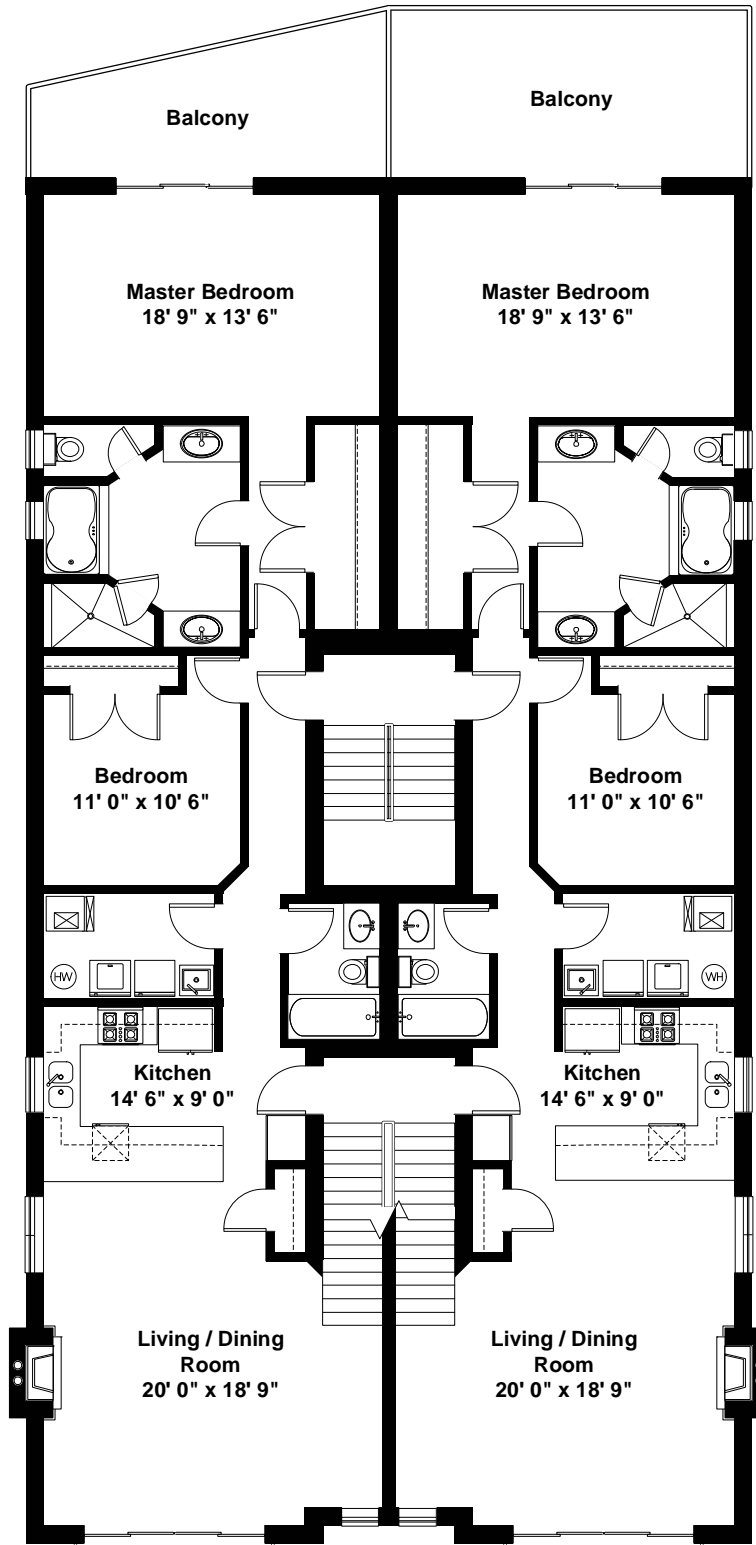 Balcony
Balcony
Master Bedroom
18' 9" x 13' 6"
Master Bedroom
18' 9" x 13' 6"
Bedroom
11' 0" x 10' 6"
Bedroom
11' 0" x 10' 6"
HW
WH
Kitchen
14' 6" x 9' 0"
Kitchen
14' 6" x 9' 0"
Living / Dining
Room
20' 0" x 18' 9"
Living / Dining
Room
20' 0" x 18' 9"